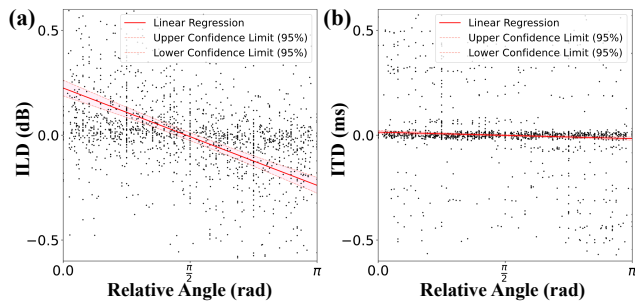 (a)
Linear Regression
Upper Confidence Limit (95%)
Lower Confidence Limit (95%)
ILD (dB)
0.5
0.0
−0.5
0.0
π/2
π
Relative Angle (rad)
(b)
Linear Regression
Upper Confidence Limit (95%)
Lower Confidence Limit (95%)
ITD (ms)
0.5
0.0
−0.5
0.0
π/2
π
Relative Angle (rad)